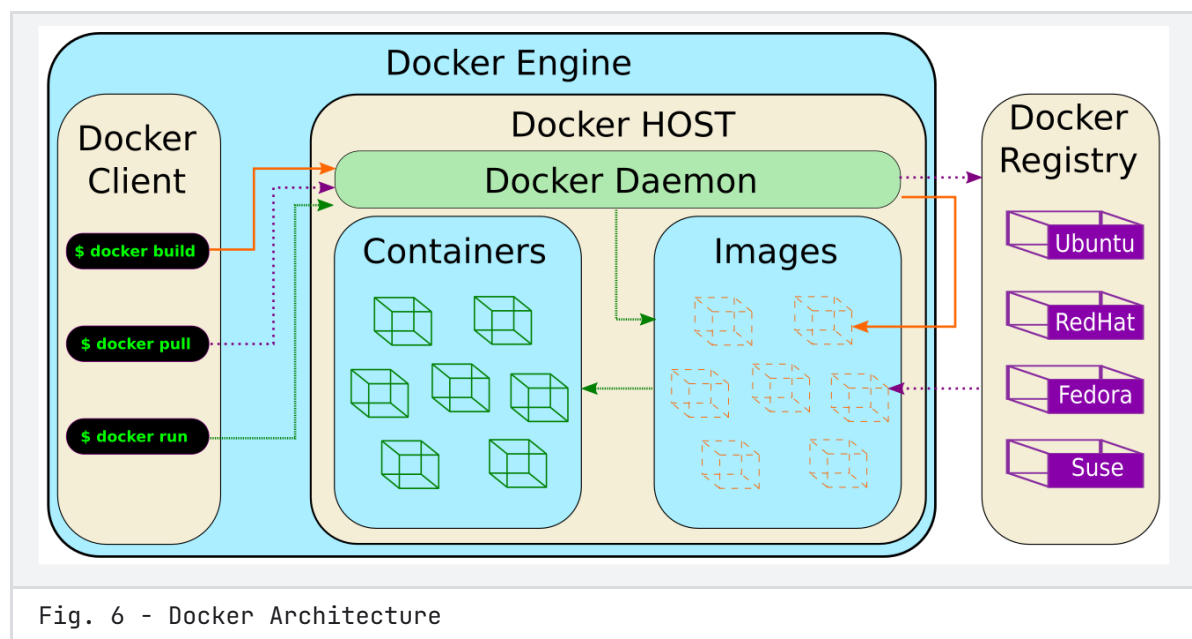 Docker Engine
Docker
Client
$ docker build
$ docker pull
$ docker run
Docker HOST
Docker Daemon
Containers
Images
Docker
Registry
Ubuntu
RedHat
Fedora
Suse
Fig. 6 - Docker Architecture